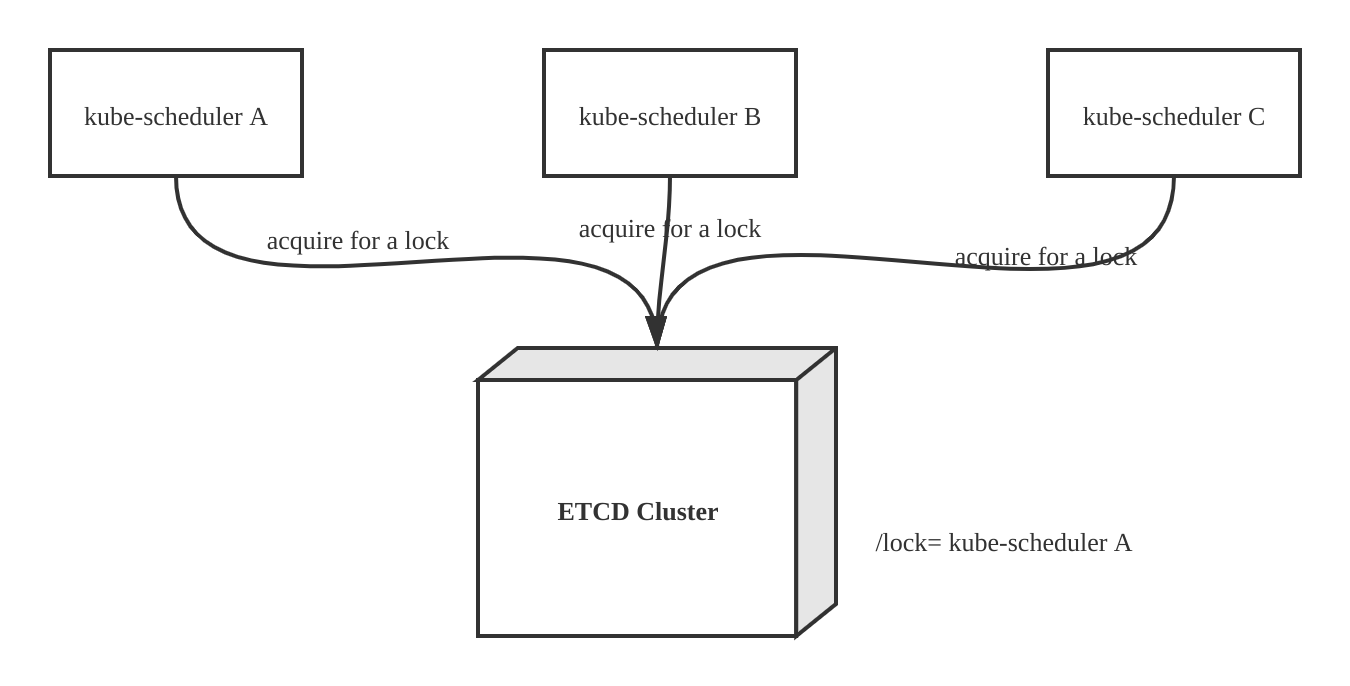 kube-scheduler A
kube-scheduler B
kube-scheduler C
acquire for a lock
acquire for a lock
acquire for a lock
ETCD Cluster
/lock= kube-scheduler A